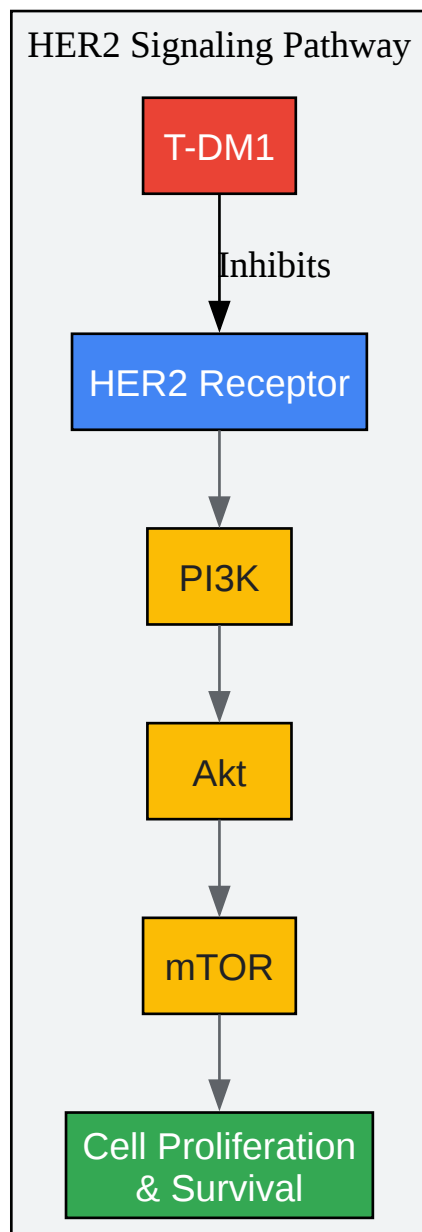 HER2 Signaling Pathway
T-DM1
Inhibits
HER2 Receptor
PI3K
Akt
mTOR
Cell Proliferation
& Survival